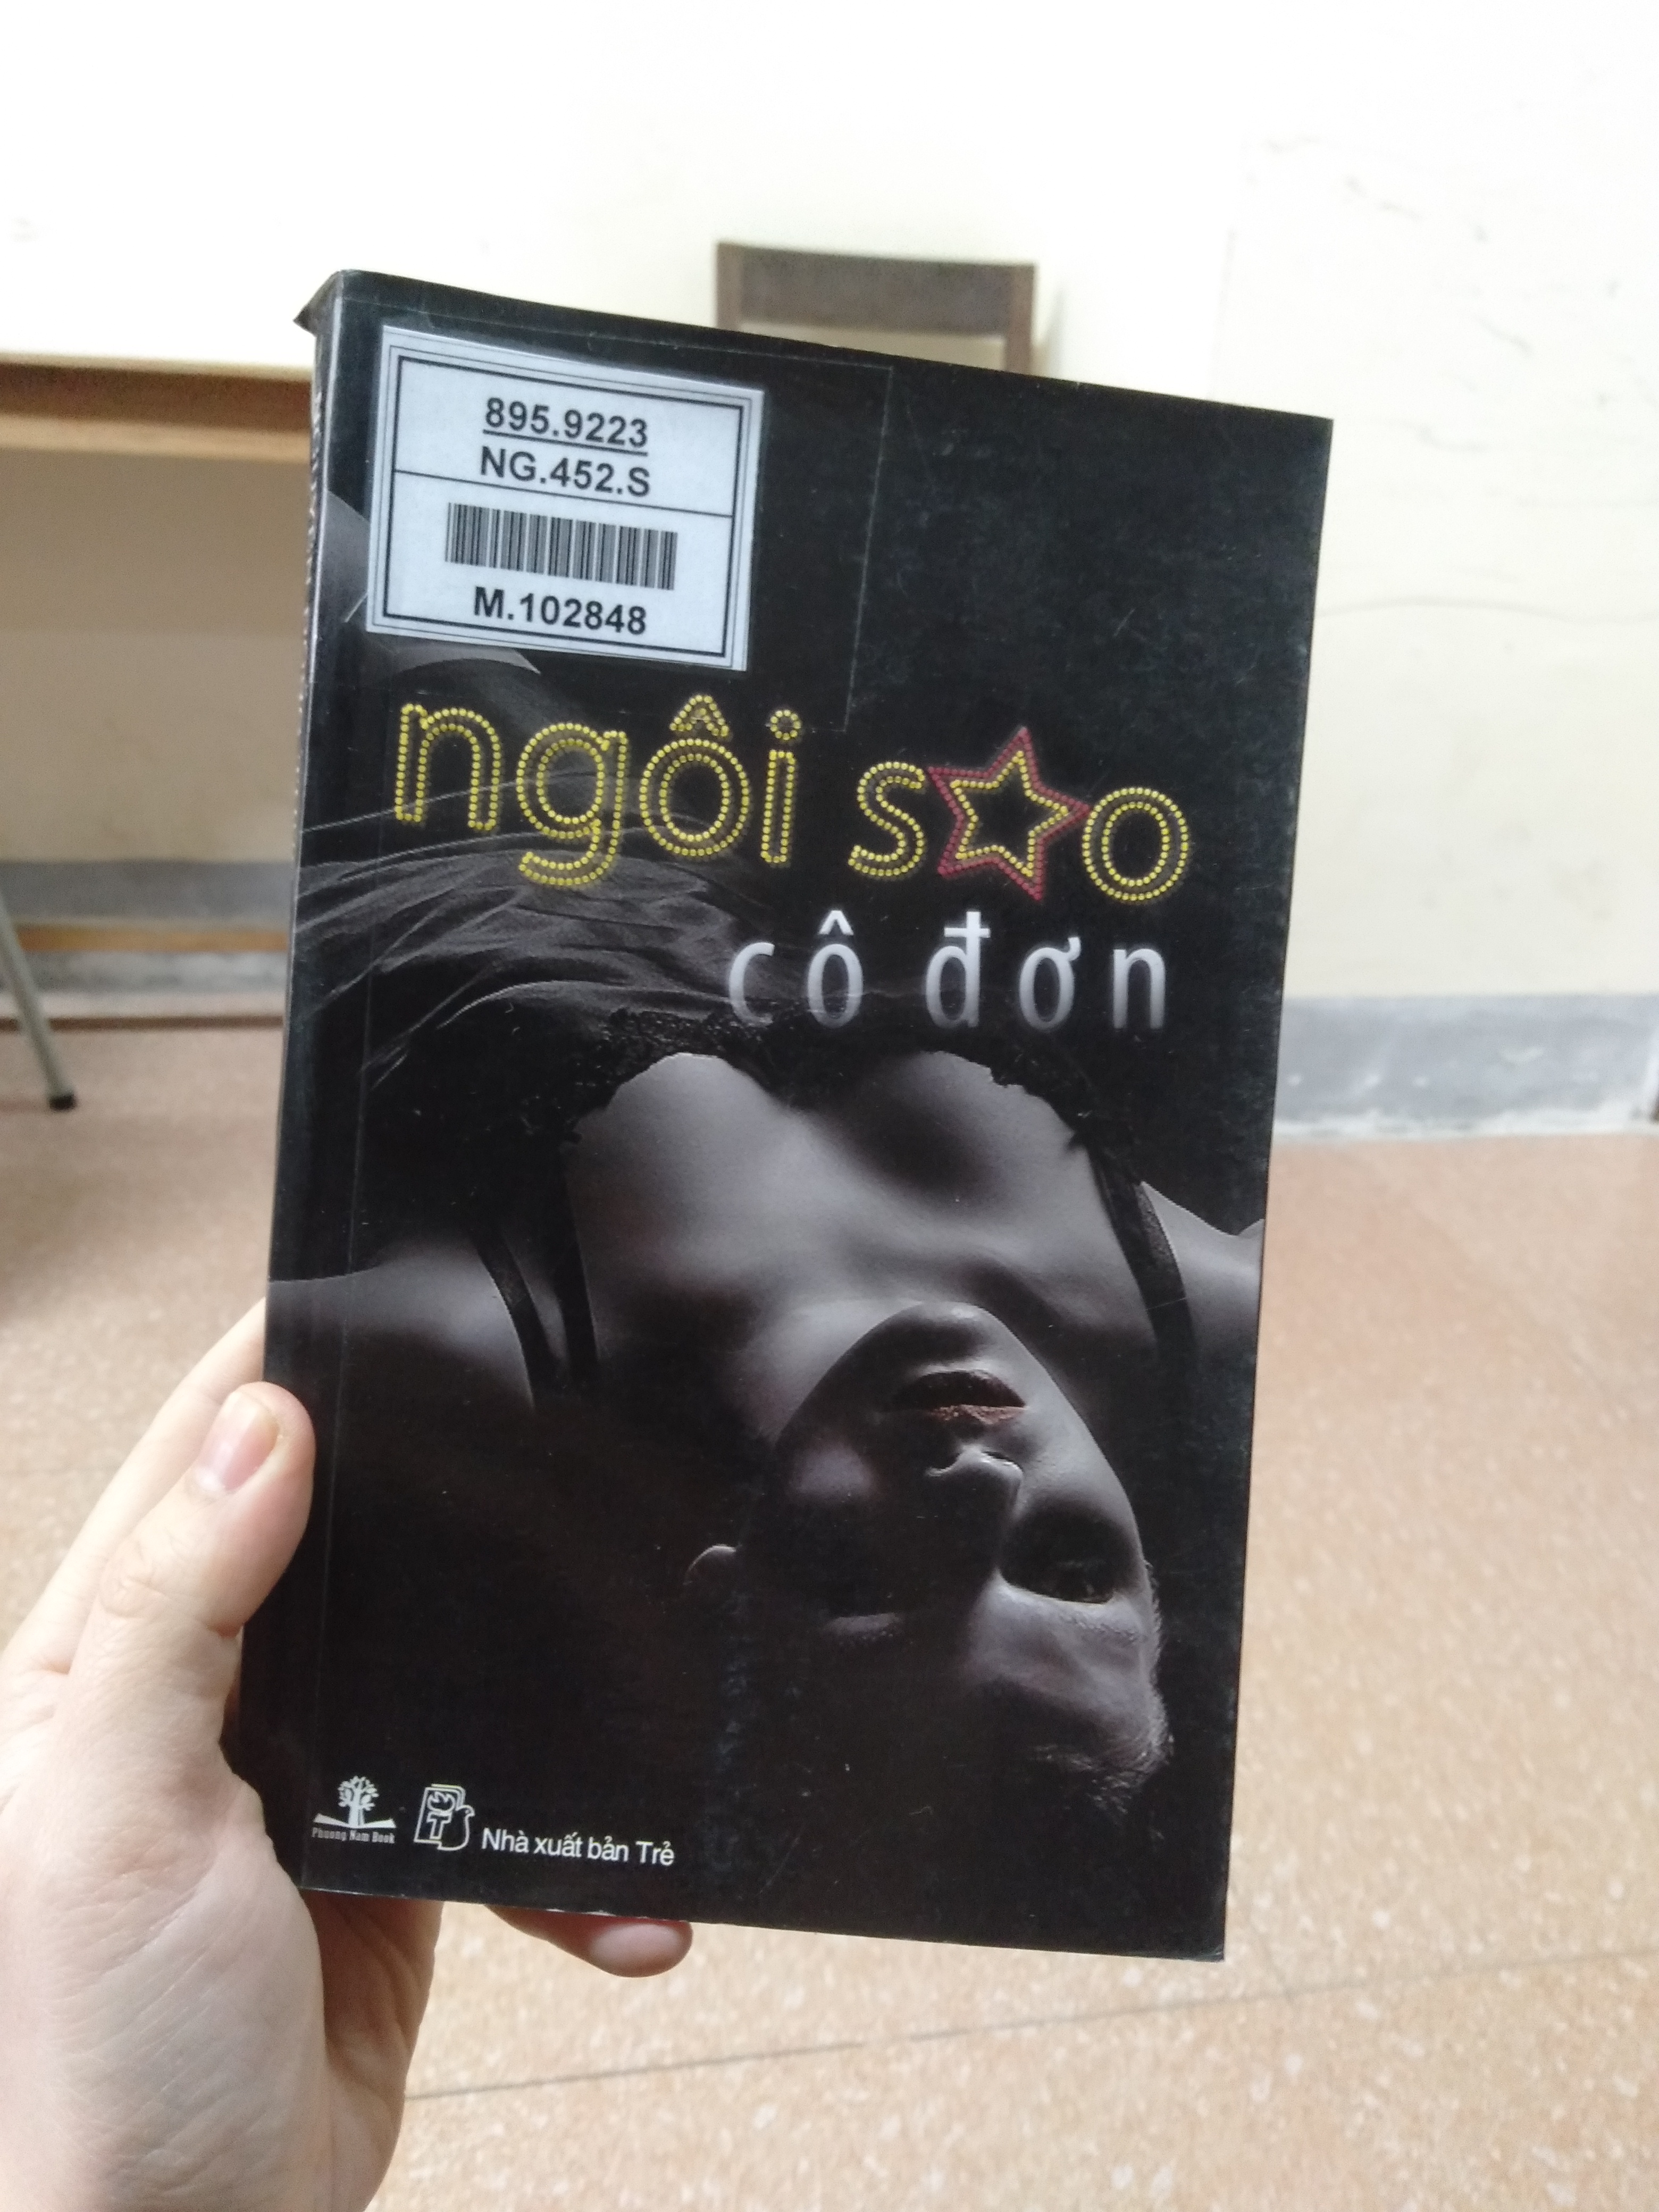 895.9223
NG.452.S
M.102848
ngôi sao
cô đơn
Phuong Nam Book
Nhà xuất bản Trẻ